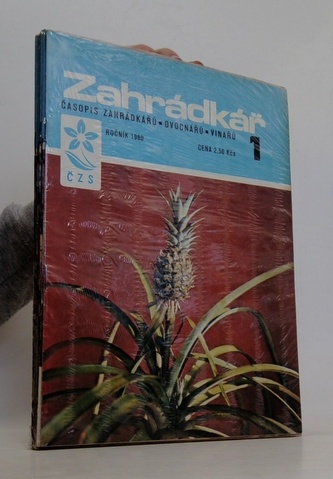 Zahrádkář
ČASOPIS ZAHRÁDKÁŘŮ • OVOCNÁŘŮ • VINAŘŮ
ROČNÍK 1980
CENA 2,50 Kčs
1
ČZS